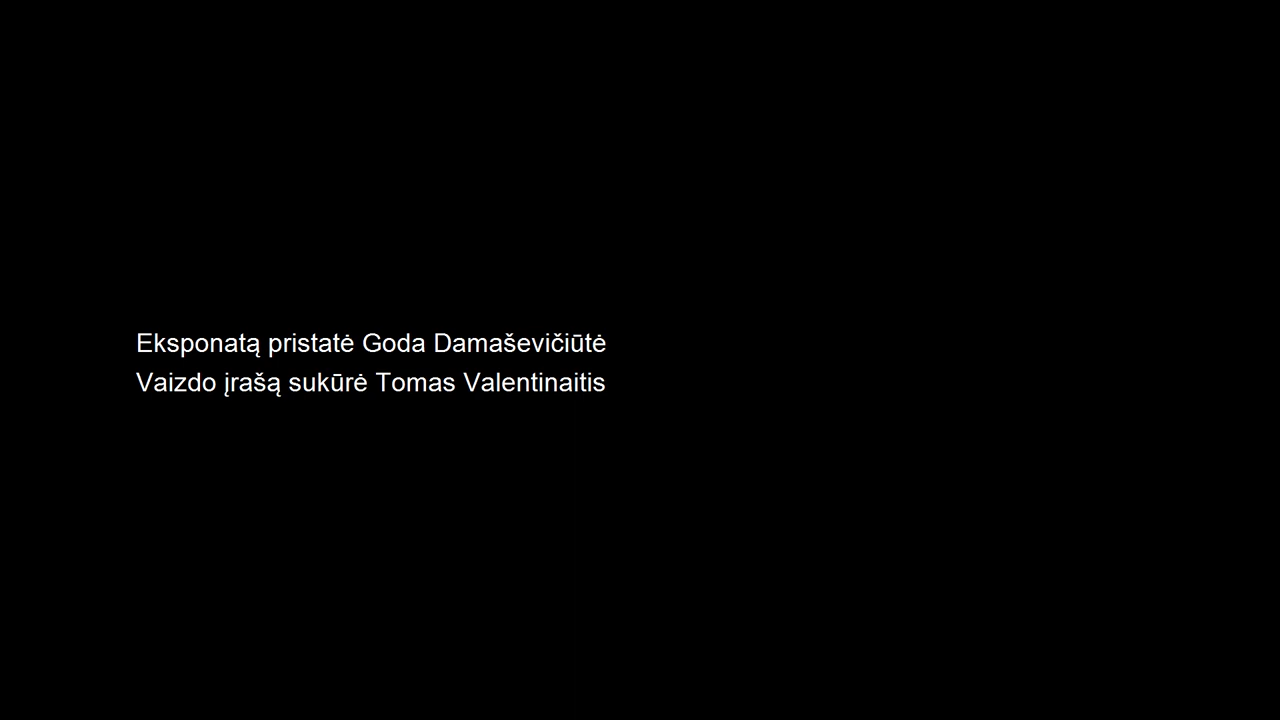 Eksponatą pristatė Goda Damaševičiūtė
Vaizdo įrašą sukūrė Tomas Valentinaitis